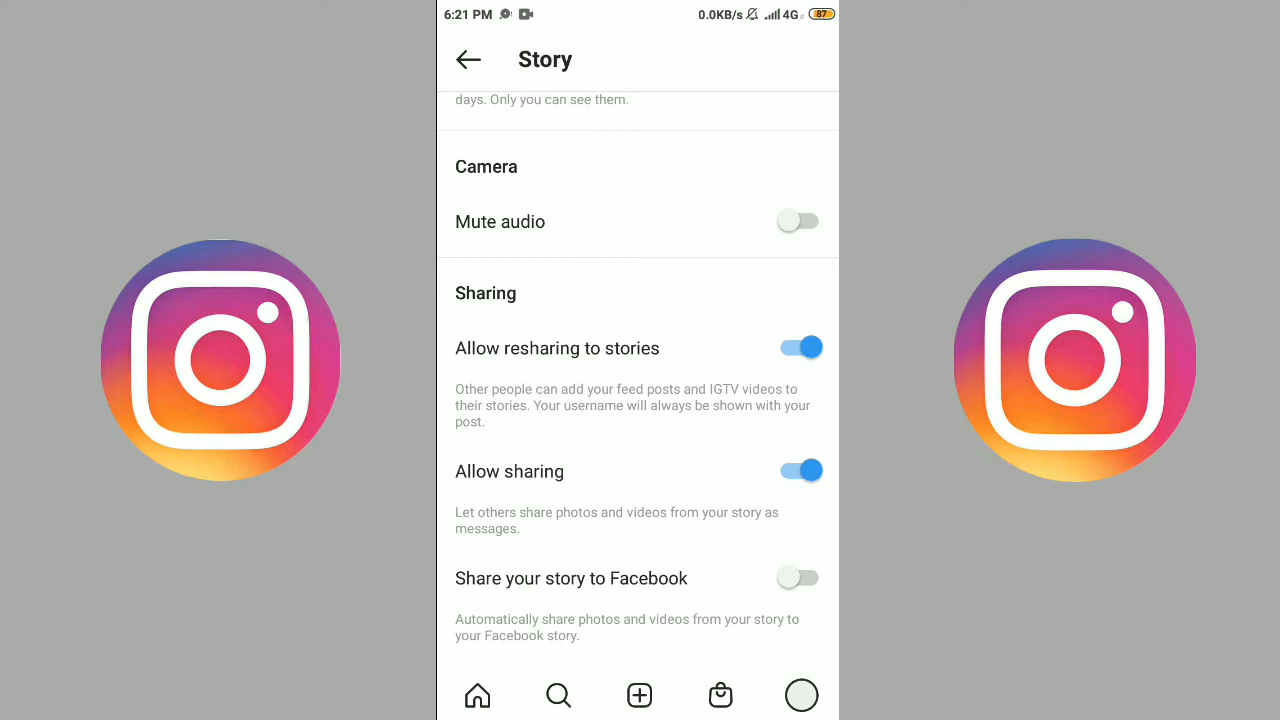 6:21 PM 0.0KB/s 4G 87
Story
days. Only you can see them.
Camera
Mute audio
Sharing
Allow resharing to stories
Other people can add your feed posts and IGTV videos to
their stories. Your username will always be shown with your
post.
Allow sharing
Let others share photos and videos from your story as
messages.
Share your story to Facebook
Automatically share photos and videos from your story to
your Facebook story.